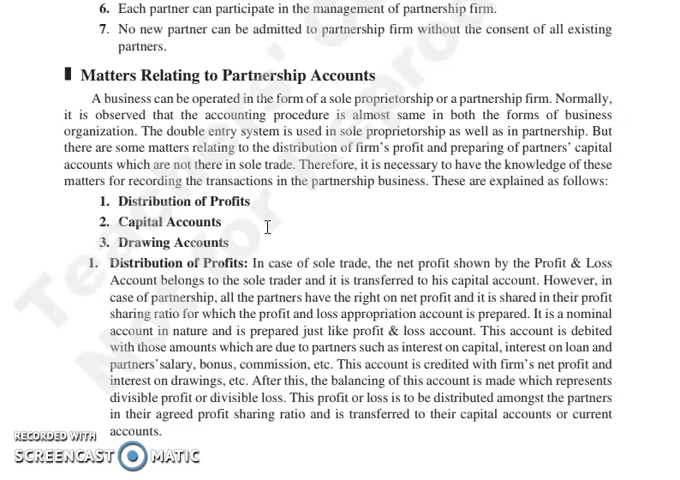 6. Each partner can participate in the management of partnership firm.
7. No new partner can be admitted to partnership firm without the consent of all existing
partners.
Matters Relating to Partnership Accounts
A business can be operated in the form of a sole proprietorship or a partnership firm. Normally,
it is observed that the accounting procedure is almost same in both the forms of business
organization. The double entry system is used in sole proprietorship as well as in partnership. But
there are some matters relating to the distribution of firm's profit and preparing of partners' capital
accounts which are not there in sole trade. Therefore, it is necessary to have the knowledge of these
matters for recording the transactions in the partnership business. These are explained as follows:
1. Distribution of Profits
2. Capital Accounts
3. Drawing Accounts
1. Distribution of Profits: In case of sole trade, the net profit shown by the Profit & Loss
Account belongs to the sole trader and it is transferred to his capital account. However, in
case of partnership, all the partners have the right on net profit and it is shared in their profit
sharing ratio for which the profit and loss appropriation account is prepared. It is a nominal
account in nature and is prepared just like profit & loss account. This account is debited
with those amounts which are due to partners such as interest on capital, interest on loan and
partners' salary, bonus, commission, etc. This account is credited with firm's net profit and
interest on drawings, etc. After this, the balancing of this account is made which represents
divisible profit or divisible loss. This profit or loss is to be distributed amongst the partners
in their agreed profit sharing ratio and is transferred to their capital accounts or current
accounts.
RECORDED WITH
SCREENCAST MATIC